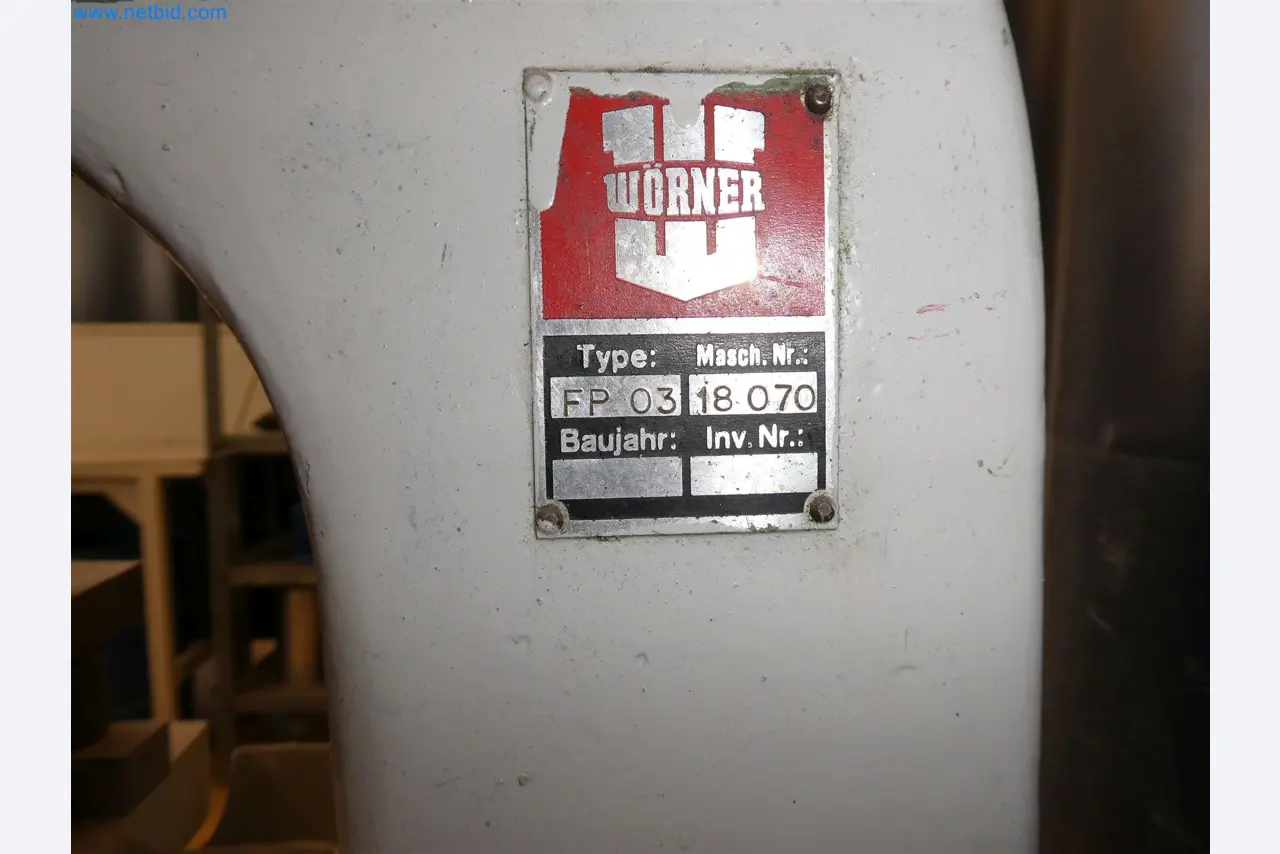 www.netbid.com
WÖRNER
Type: Masch. Nr.:
FP 03 18 070
Baujahr: Inv. Nr.: